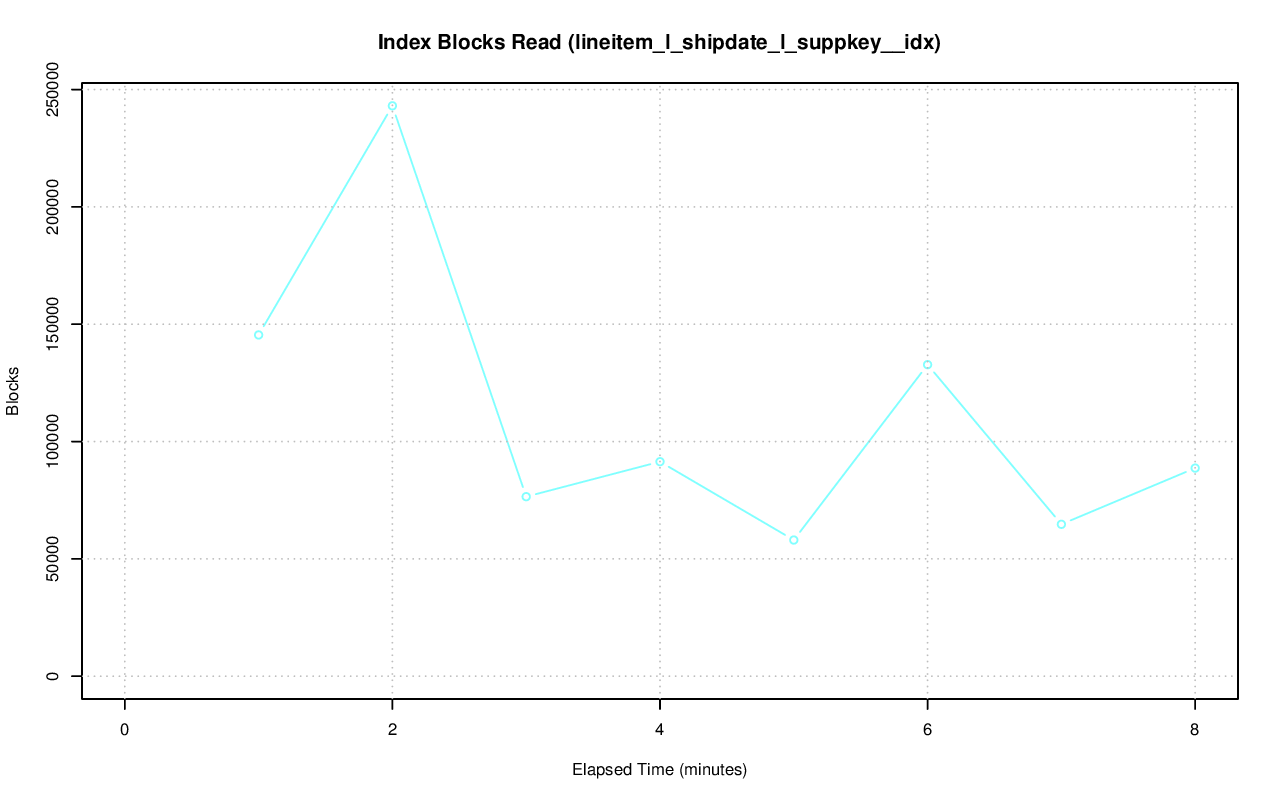 Index Blocks Read (lineitem_l_shipdate_l_suppkey__idx)
250000
200000
150000
100000
50000
0
Blocks
0 2 4 6 8
Elapsed Time (minutes)